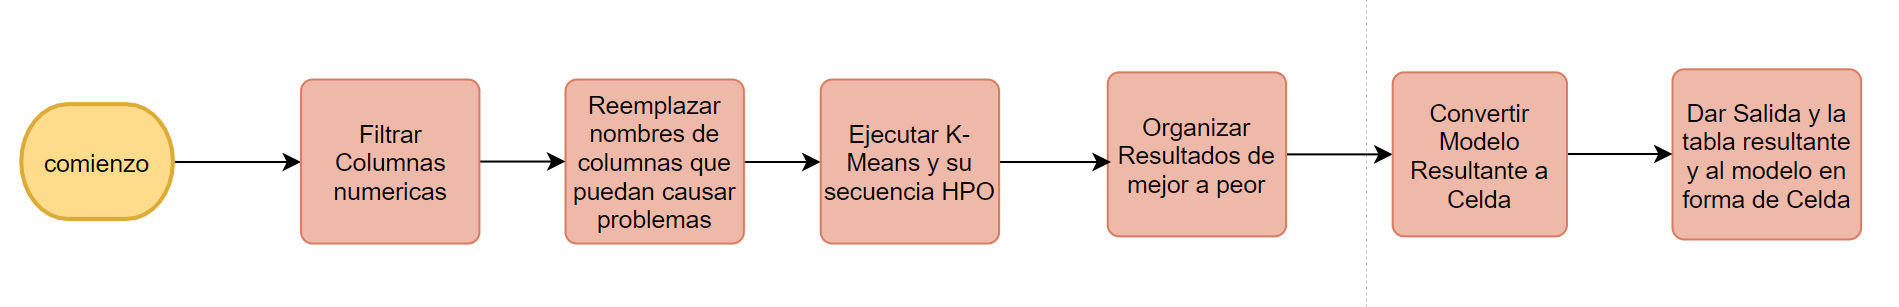 comienzo
Filtrar
Columnas
numericas
Reemplazar
nombres de
columnas que
puedan causar
problemas
Ejecutar K-
Means y su
secuencia HPO
Organizar
Resultados de
mejor a peor
Convertir
Modelo
Resultante a
Celda
Dar Salida y la
tabla resultante
y al modelo en
forma de Celda